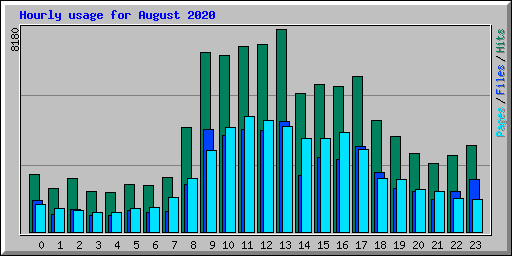 Hourly usage for August 2020
8180
Pages/Files/Hits
0 1 2 3 4 5 6 7 8 9 10 11 12 13 14 15 16 17 18 19 20 21 22 23